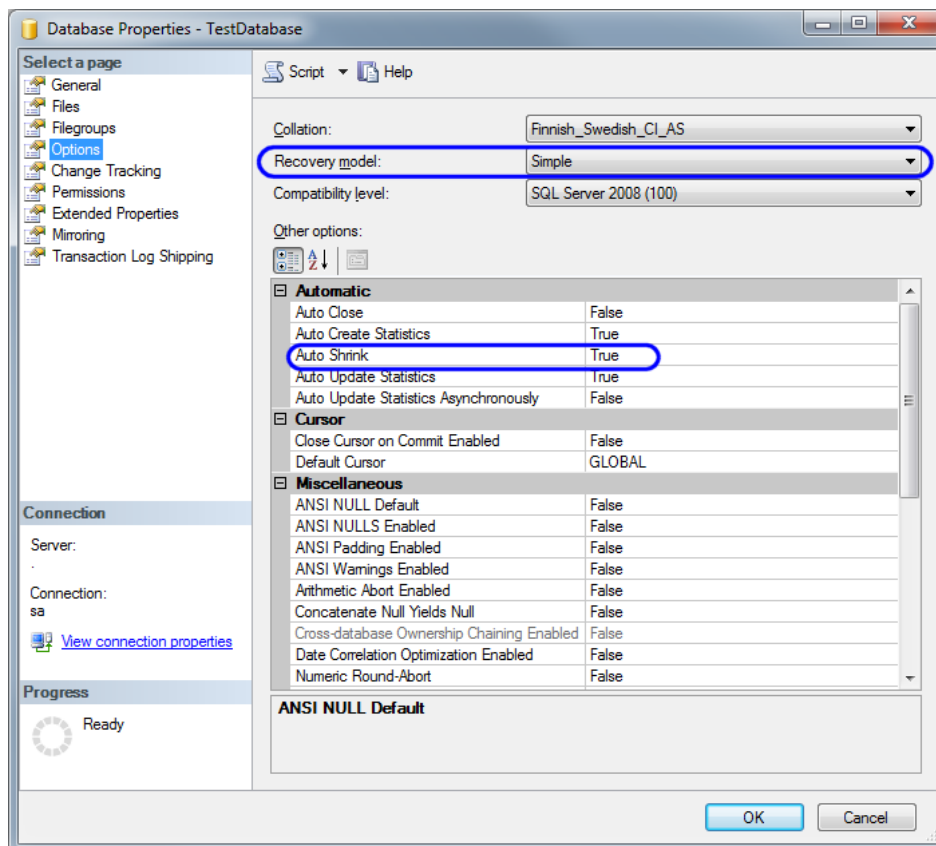 Database Properties - TestDatabase
Select a page
General
Files
Filegroups
Options
Change Tracking
Permissions
Extended Properties
Mirroring
Transaction Log Shipping
Script Help
Collation: Finnish_Swedish_CI_AS
Recovery model: Simple
Compatibility level: SQL Server 2008 (100)
Other options:
Automatic
Auto Close False
Auto Create Statistics True
Auto Shrink True
Auto Update Statistics True
Auto Update Statistics Asynchronously False
Cursor
Close Cursor on Commit Enabled False
Default Cursor GLOBAL
Miscellaneous
ANSI NULL Default False
ANSI NULLS Enabled False
ANSI Padding Enabled False
ANSI Warnings Enabled False
Arithmetic Abort Enabled False
Concatenate Null Yields Null False
Cross-database Ownership Chaining Enabled False
Date Correlation Optimization Enabled False
Numeric Round-Abort False
ANSI NULL Default
Connection
Server:
.
Connection:
sa
View connection properties
Progress
Ready
OK Cancel